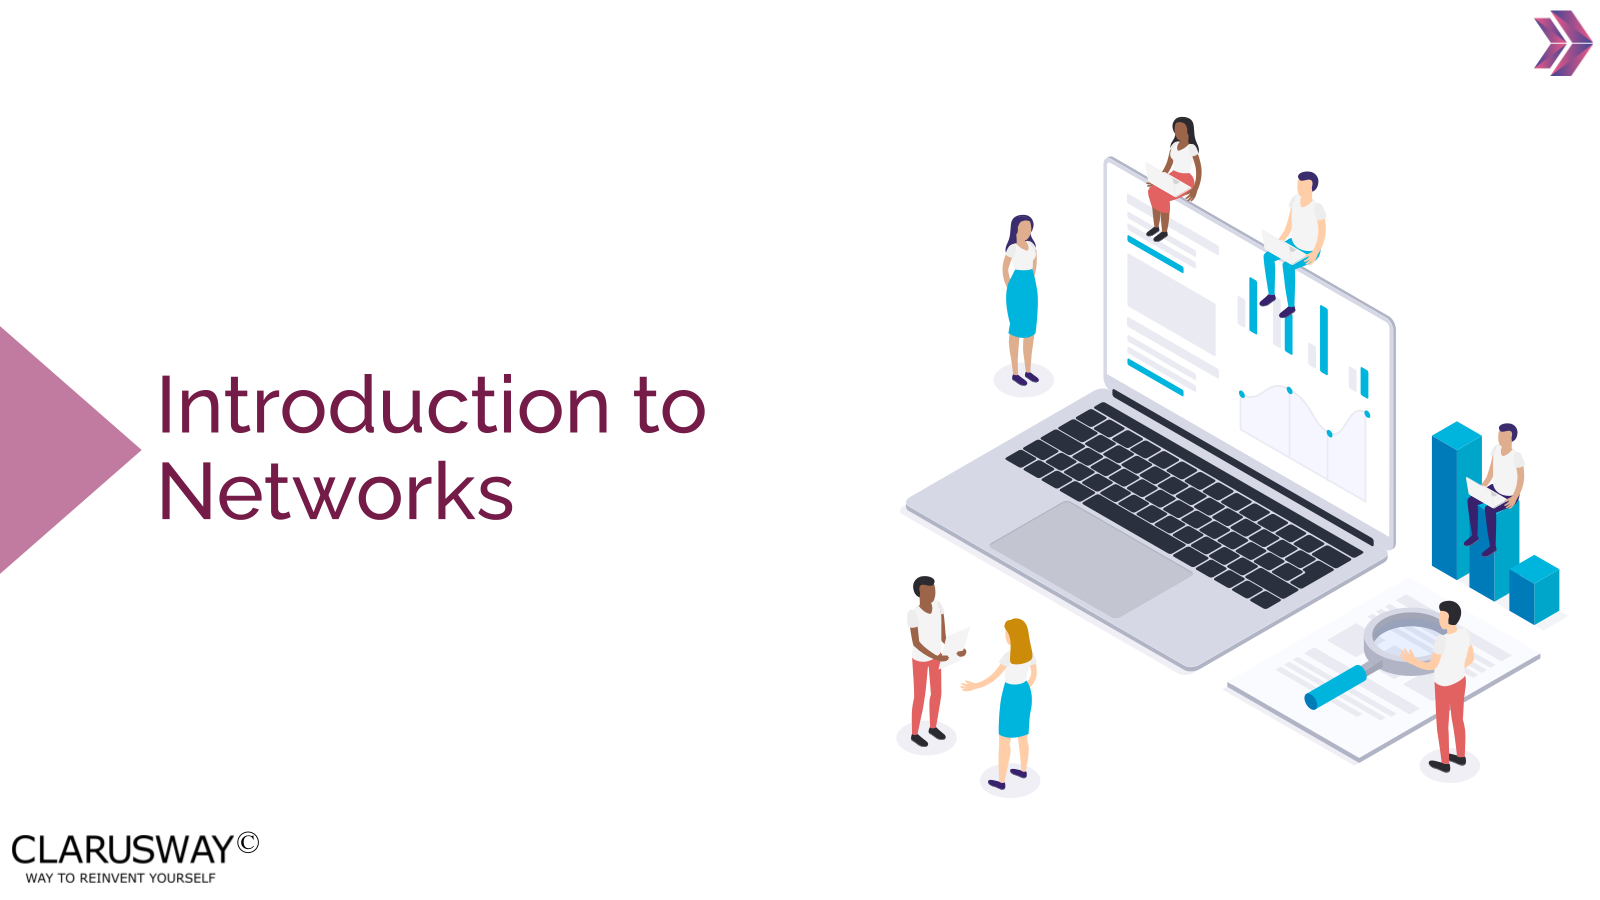 Introduction to
Networks
CLARUSWAY©
WAY TO REINVENT YOURSELF